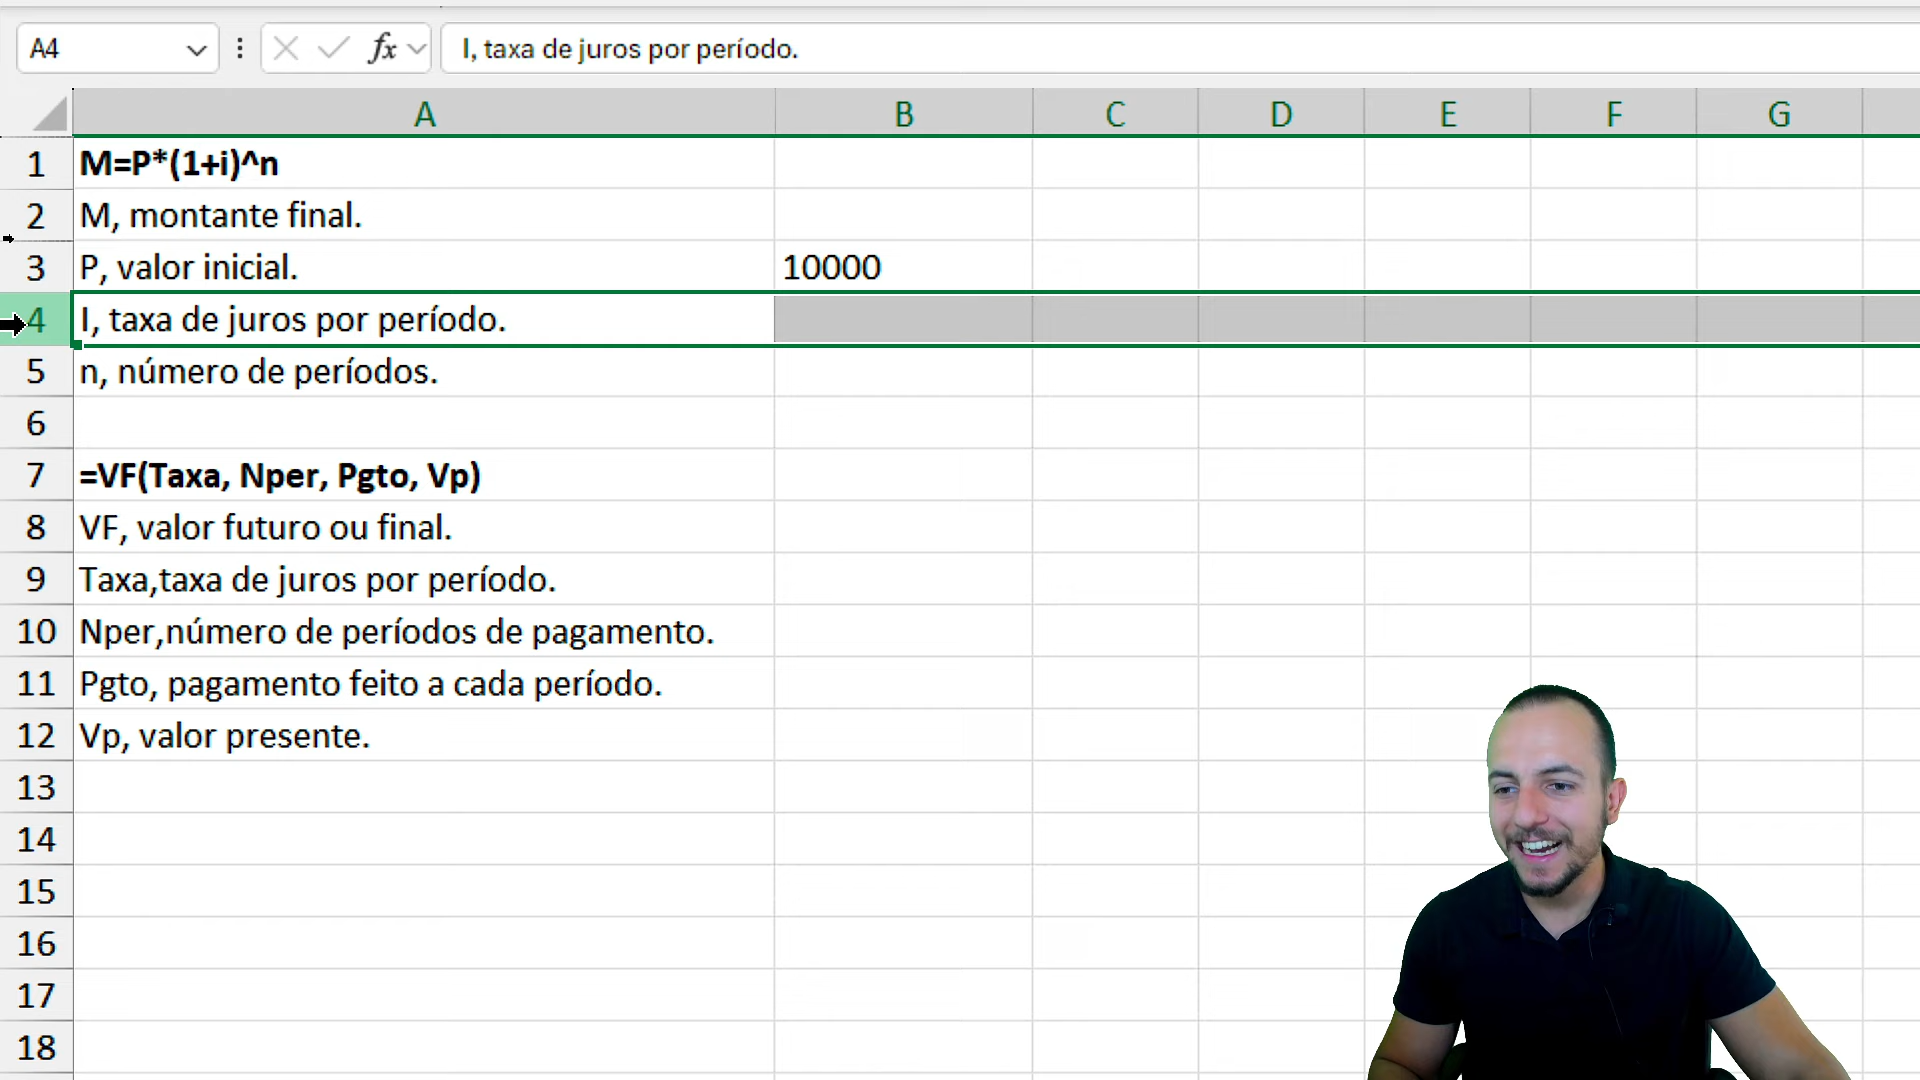 A4 fx I, taxa de juros por período.
A B C D E F G
1 M=P*(1+i)^n
2 M, montante final.
3 P, valor inicial. 10000
4 I, taxa de juros por período.
5 n, número de períodos.
6
7 =VF(Taxa, Nper, Pgto, Vp)
8 VF, valor futuro ou final.
9 Taxa,taxa de juros por período.
10 Nper,número de períodos de pagamento.
11 Pgto, pagamento feito a cada período.
12 Vp, valor presente.
13
14
15
16
17
18